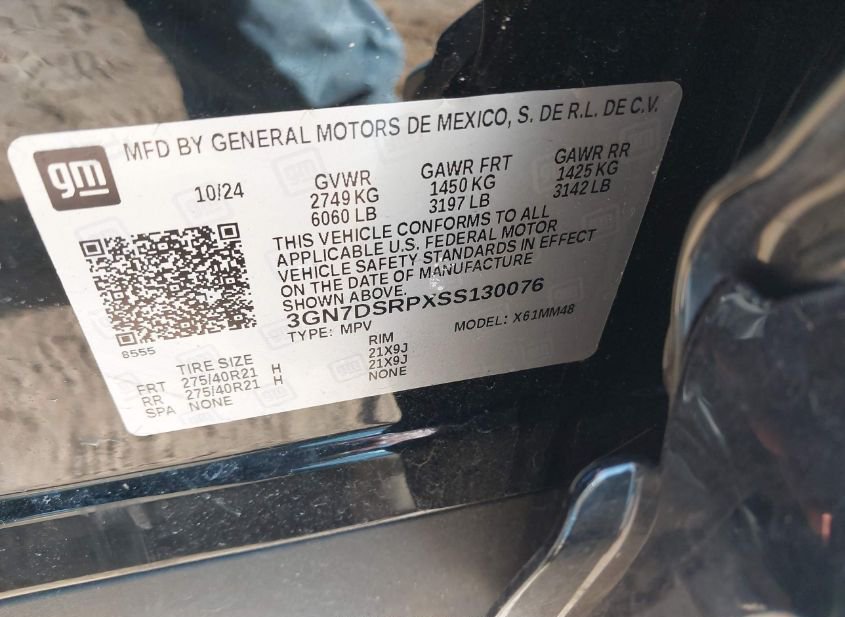 MFD BY GENERAL MOTORS DE MEXICO, S. DE R.L. DE C.V.
gm
10/24
GVWR
2749 KG
6060 LB
GAWR FRT
1450 KG
3197 LB
GAWR RR
1425 KG
3142 LB
THIS VEHICLE CONFORMS TO ALL
APPLICABLE U.S. FEDERAL MOTOR
VEHICLE SAFETY STANDARDS IN EFFECT
ON THE DATE OF MANUFACTURE
SHOWN ABOVE.
3GN7DSRPXSS130076
TYPE: MPV
MODEL: X61MM48
8555
TIRE SIZE RIM
FRT 275/40R21 H 21X9J
RR 275/40R21 H 21X9J
SPA NONE NONE